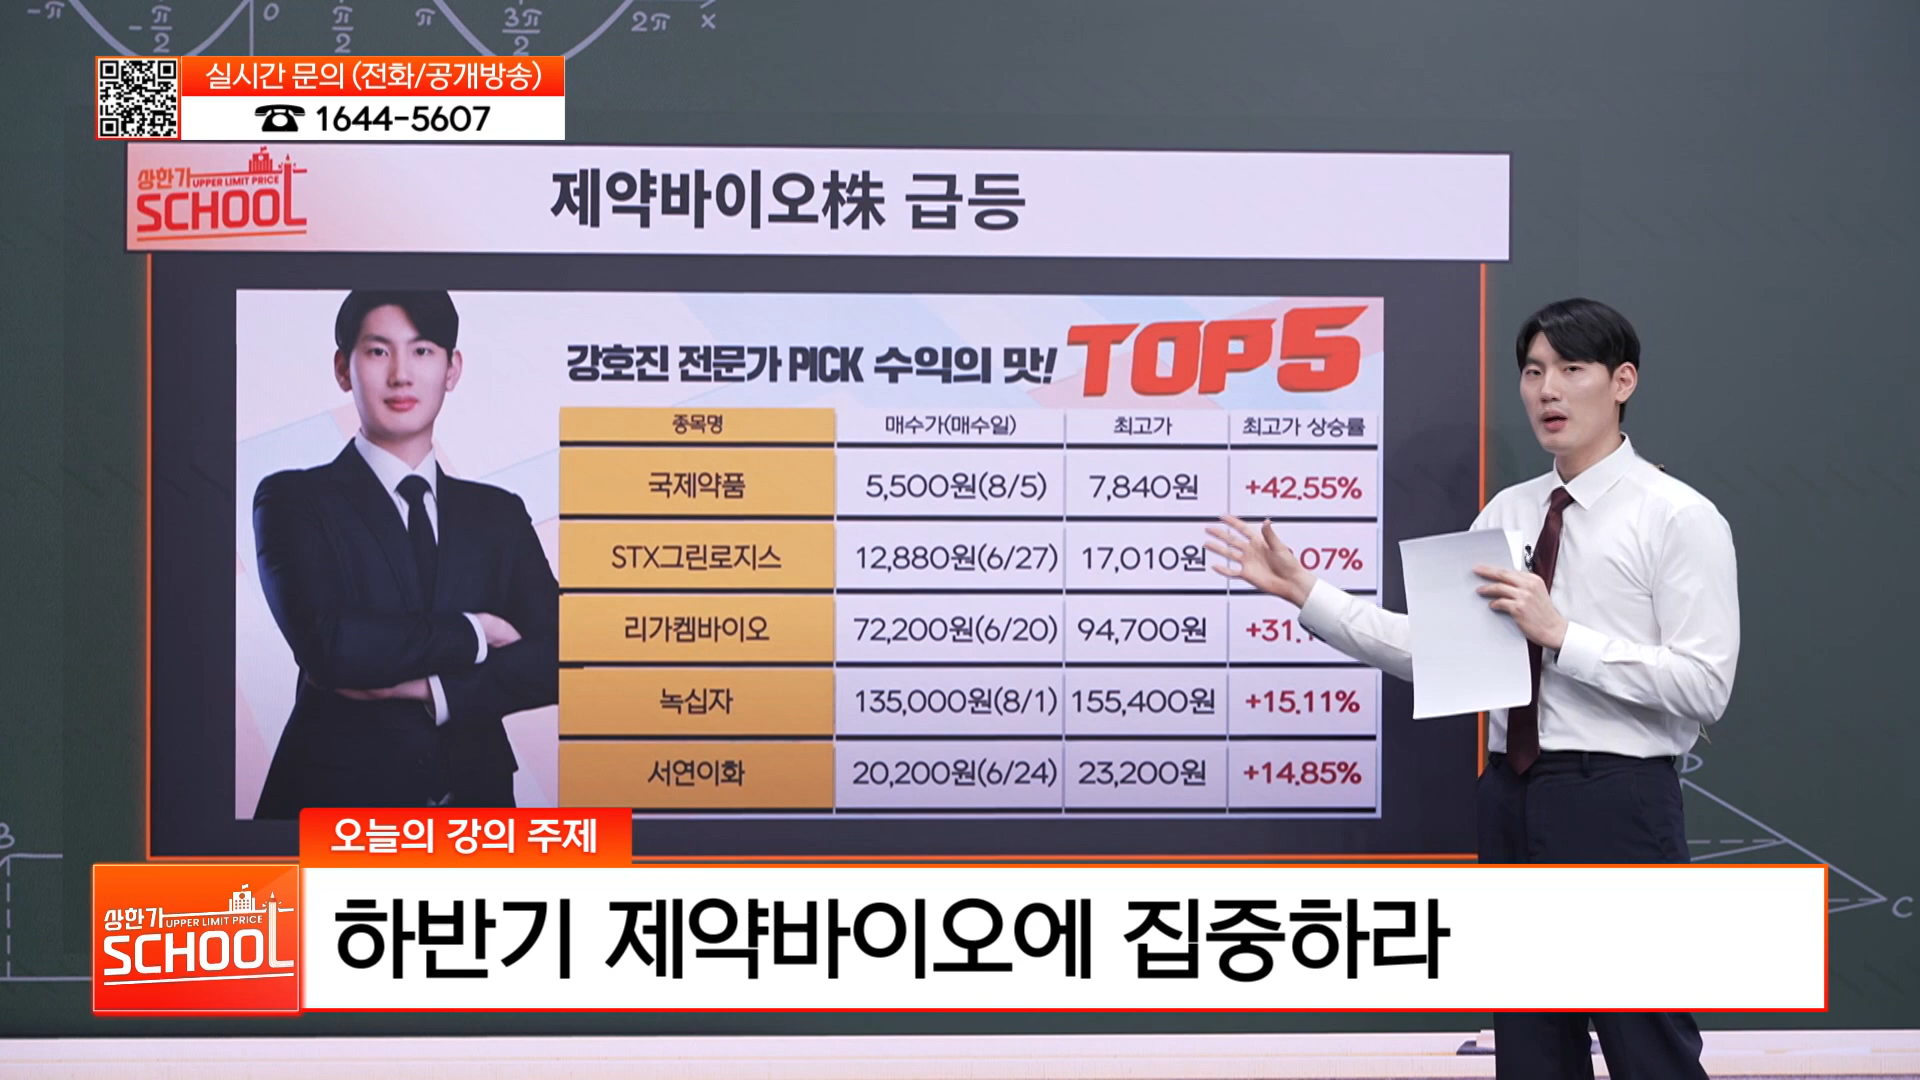 -π -π/2 0 π/2 π 3π/2 2π x
실시간 문의 (전화/공개방송)
☎ 1644-5607
상한가 UPPER LIMIT PRICE
SCHOOL
제약바이오株 급등
강호진 전문가 PICK 수익의 맛! TOP5
종목명 매수가(매수일) 최고가 최고가 상승률
국제약품 5,500원(8/5) 7,840원 +42.55%
STX그린로지스 12,880원(6/27) 17,010원 07%
리가켐바이오 72,200원(6/20) 94,700원 +31.
녹십자 135,000원(8/1) 155,400원 +15.11%
서연이화 20,200원(6/24) 23,200원 +14.85%
D
B
C
오늘의 강의 주제
상한가 UPPER LIMIT PRICE
SCHOOL
하반기 제약바이오에 집중하라